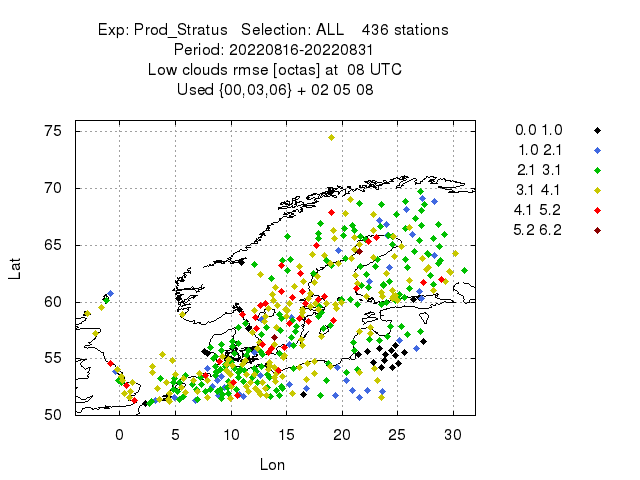 Exp: Prod_Stratus   Selection: ALL    436 stations
Period: 20220816-20220831
Low clouds rmse [octas] at  08 UTC
Used {00,03,06} + 02 05 08
0.0 1.0
1.0 2.1
2.1 3.1
3.1 4.1
4.1 5.2
5.2 6.2
75
70
65
60
55
50
Lat
0 5 10 15 20 25 30
Lon